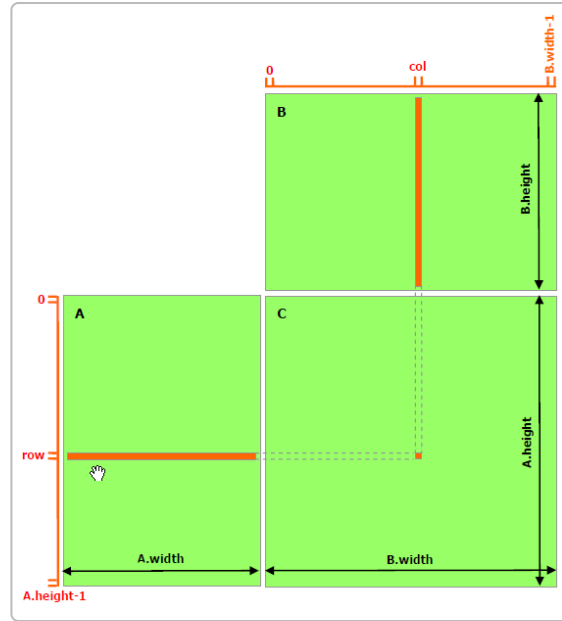 B.width-1
0
col
B
B.height
0
A
C
row
A.height
A.width
B.width
A.height-1